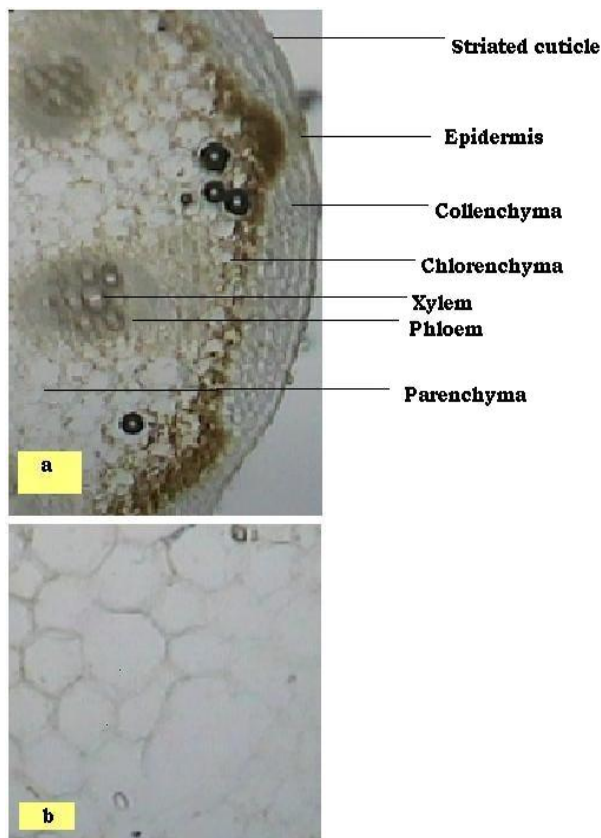 Striated cuticle
Epidermis
Collenchyma
Chlorenchyma
Xylem
Phloem
Parenchyma
a
b